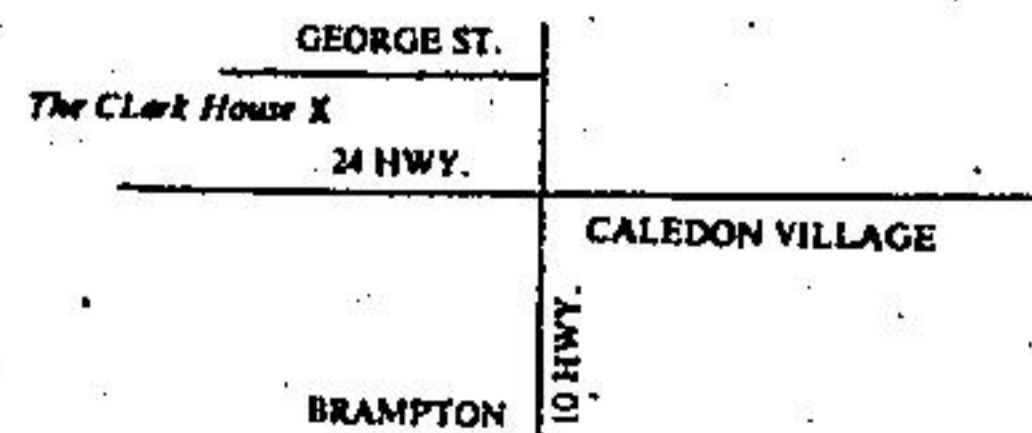 GEORGE ST.
The CLark House X
24 HWY.
CALEDON VILLAGE
10 HWY.
BRAMPTON